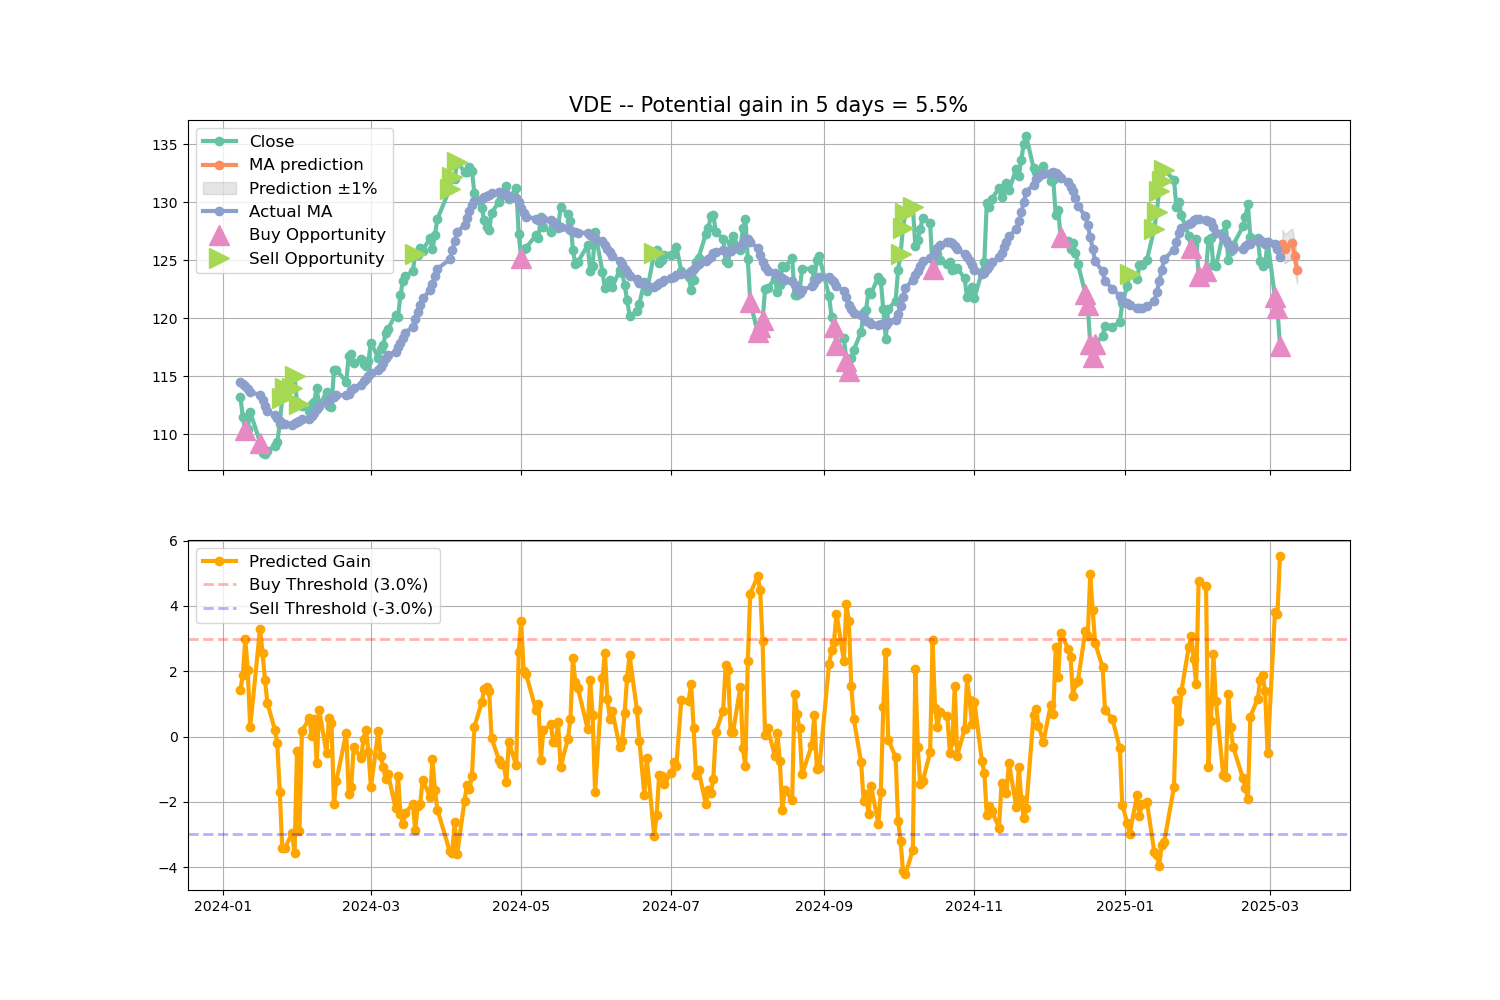 VDE -- Potential gain in 5 days = 5.5%
135
130
125
120
115
110
Close
MA prediction
Prediction ±1%
Actual MA
Buy Opportunity
Sell Opportunity
6
4
2
0
−2
−4
Predicted Gain
Buy Threshold (3.0%)
Sell Threshold (-3.0%)
2024-01
2024-03
2024-05
2024-07
2024-09
2024-11
2025-01
2025-03